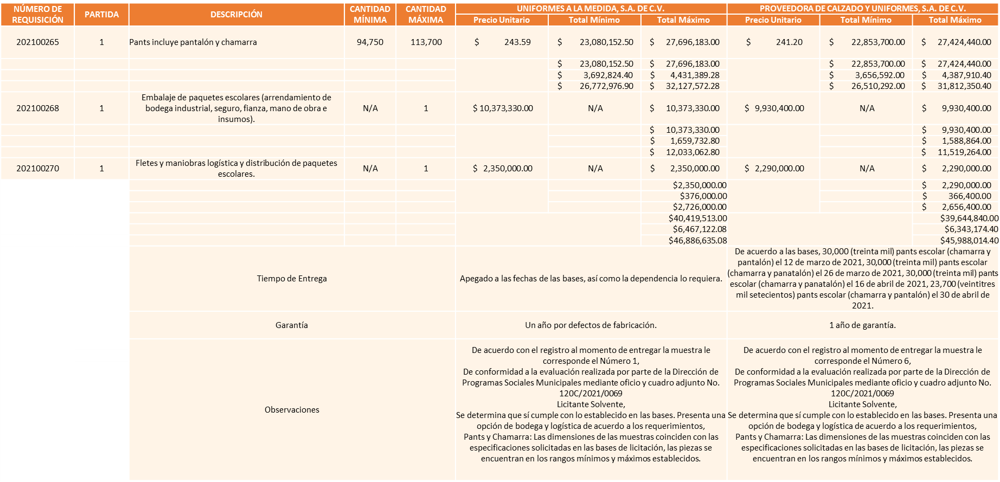 NÚMERO DE REQUISICIÓN PARTIDA DESCRIPCIÓN CANTIDAD MÍNIMA CANTIDAD MÁXIMA UNIFORMES A LA MEDIDA, S.A. DE C.V. PROVEEDORA DE CALZADO Y UNIFORMES, S.A. DE C.V.
Precio Unitario Total Mínimo Total Máximo Precio Unitario Total Mínimo Total Máximo
202100265 1 Pants incluye pantalón y chamarra 94,750 113,700 $ 243.59 $ 23,080,152.50 $ 27,696,183.00 $ 241.20 $ 22,853,700.00 $ 27,424,440.00
$ 23,080,152.50 $ 27,696,183.00 $ 22,853,700.00 $ 27,424,440.00
$ 3,692,824.40 $ 4,431,389.28 $ 3,656,592.00 $ 4,387,910.40
$ 26,772,976.90 $ 32,127,572.28 $ 26,510,292.00 $ 31,812,350.40
202100268 1 Embalaje de paquetes escolares (arrendamiento de
bodega industrial, seguro, fianza, mano de obra e
insumos). N/A 1 $ 10,373,330.00 N/A $ 10,373,330.00 $ 9,930,400.00 N/A $ 9,930,400.00
$ 10,373,330.00 $ 9,930,400.00
$ 1,659,732.80 $ 1,588,864.00
$ 12,033,062.80 $ 11,519,264.00
202100270 1 Fletes y maniobras logística y distribución de paquetes
escolares. N/A 1 $ 2,350,000.00 N/A $ 2,350,000.00 $ 2,290,000.00 N/A $ 2,290,000.00
$2,350,000.00 $ 2,290,000.00
$376,000.00 $ 366,400.00
$2,726,000.00 $ 2,656,400.00
$40,419,513.00 $39,644,840.00
$6,467,122.08 $6,343,174.40
$46,886,635.08 $45,988,014.40
Tiempo de Entrega
Apegado a las fechas de las bases, así como la dependencia lo requiera.
De acuerdo a las bases, 30,000 (treinta mil) pants escolar (chamarra y
pantalón) el 12 de marzo de 2021, 30,000 (treinta mil) pants escolar
(chamarra y panatalón) el 26 de marzo de 2021, 30,000 (treinta mil) pants
escolar (chamarra y panatalón) el 16 de abril de 2021, 23,700 (veintitres
mil setecientos) pants escolar (chamarra y pantalón) el 30 de abril de
2021.
Garantía
Un año por defectos de fabricación.
1 año de garantía.
Observaciones
De acuerdo con el registro al momento de entregar la muestra le
corresponde el Número 1,
De conformidad a la evaluación realizada por parte de la Dirección de
Programas Sociales Municipales mediante oficio y cuadro adjunto No.
120C/2021/0069
Licitante Solvente,
Se determina que sí cumple con lo establecido en las bases. Presenta una
opción de bodega y logística de acuerdo a los requerimientos,
Pants y Chamarra: Las dimensiones de las muestras coinciden con las
especificaciones solicitadas en las bases de licitación, las piezas se
encuentran en los rangos mínimos y máximos establecidos.
De acuerdo con el registro al momento de entregar la muestra le
corresponde el Número 6,
De conformidad a la evaluación realizada por parte de la Dirección de
Programas Sociales Municipales mediante oficio y cuadro adjunto No.
120C/2021/0069
Licitante Solvente,
Se determina que sí cumple con lo establecido en las bases. Presenta una
opción de bodega y logística de acuerdo a los requerimientos,
Pants y Chamarra: Las dimensiones de las muestras coinciden con las
especificaciones solicitadas en las bases de licitación, las piezas se
encuentran en los rangos mínimos y máximos establecidos.